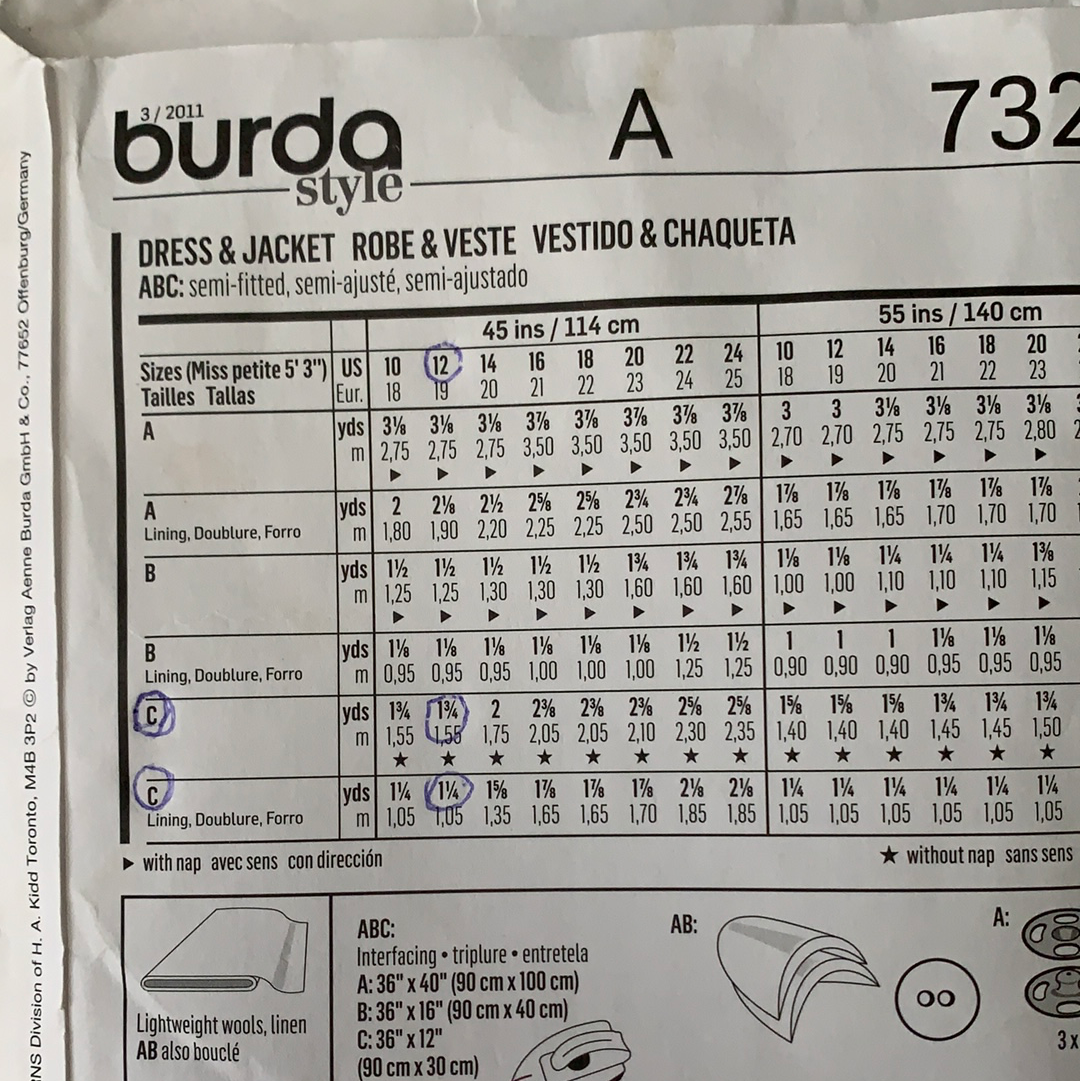 3 / 2011
burda
style
A
732
DRESS & JACKET ROBE & VESTE VESTIDO & CHAQUETA
ABC: semi-fitted, semi-ajusté, semi-ajustado
45 ins / 114 cm 55 ins / 140 cm
Sizes (Miss petite 5' 3") US 10 12 14 16 18 20 22 24 10 12 14 16 18 20
Tailles Tallas Eur. 18 19 20 21 22 23 24 25 18 19 20 21 22 23
A yds 3⅛ 3⅛ 3⅛ 3⅞ 3⅞ 3⅞ 3⅞ 3⅞ 3 3 3⅛ 3⅛ 3⅛ 3⅛
m 2,75 2,75 2,75 3,50 3,50 3,50 3,50 3,50 2,70 2,70 2,75 2,75 2,75 2,80
▶ ▶ ▶ ▶ ▶ ▶ ▶ ▶ ▶ ▶ ▶ ▶ ▶ ▶
A yds 2 2⅛ 2½ 2⅝ 2⅝ 2¾ 2¾ 2⅞ 1⅞ 1⅞ 1⅞ 1⅞ 1⅞ 1⅞
Lining, Doublure, Forro m 1,80 1,90 2,20 2,25 2,25 2,50 2,50 2,55 1,65 1,65 1,65 1,70 1,70 1,70
B yds 1½ 1½ 1½ 1½ 1½ 1¾ 1¾ 1¾ 1⅛ 1⅛ 1¼ 1¼ 1¼ 1⅜
m 1,25 1,25 1,30 1,30 1,30 1,60 1,60 1,60 1,00 1,00 1,10 1,10 1,10 1,15
▶ ▶ ▶ ▶ ▶ ▶ ▶ ▶ ▶ ▶ ▶ ▶ ▶ ▶
B yds 1⅛ 1⅛ 1⅛ 1⅛ 1⅛ 1⅛ 1½ 1½ 1 1 1 1⅛ 1⅛ 1⅛
Lining, Doublure, Forro m 0,95 0,95 0,95 1,00 1,00 1,00 1,25 1,25 0,90 0,90 0,90 0,95 0,95 0,95
C yds 1¾ 1¾ 2 2⅜ 2⅜ 2⅜ 2⅝ 2⅝ 1⅝ 1⅝ 1⅝ 1¾ 1¾ 1¾
m 1,55 1,55 1,75 2,05 2,05 2,10 2,30 2,35 1,40 1,40 1,40 1,45 1,45 1,50
★ ★ ★ ★ ★ ★ ★ ★ ★ ★ ★ ★ ★ ★
C yds 1¼ 1¼ 1⅝ 1⅞ 1⅞ 1⅞ 2⅛ 2⅛ 1¼ 1¼ 1¼ 1¼ 1¼ 1¼
Lining, Doublure, Forro m 1,05 1,05 1,35 1,65 1,65 1,70 1,85 1,85 1,05 1,05 1,05 1,05 1,05 1,05
▶ with nap avec sens con dirección
★ without nap sans sens
Lightweight wools, linen
AB also bouclé
ABC:
Interfacing • triplure • entretela
A: 36" x 40" (90 cm x 100 cm)
B: 36" x 16" (90 cm x 40 cm)
C: 36" x 12"
(90 cm x 30 cm)
AB:
A:
3 x
NS Division of H. A. Kidd Toronto, M4B 3P2 © by Verlag Aenne Burda GmbH & Co., 77652 Offenburg/Germany